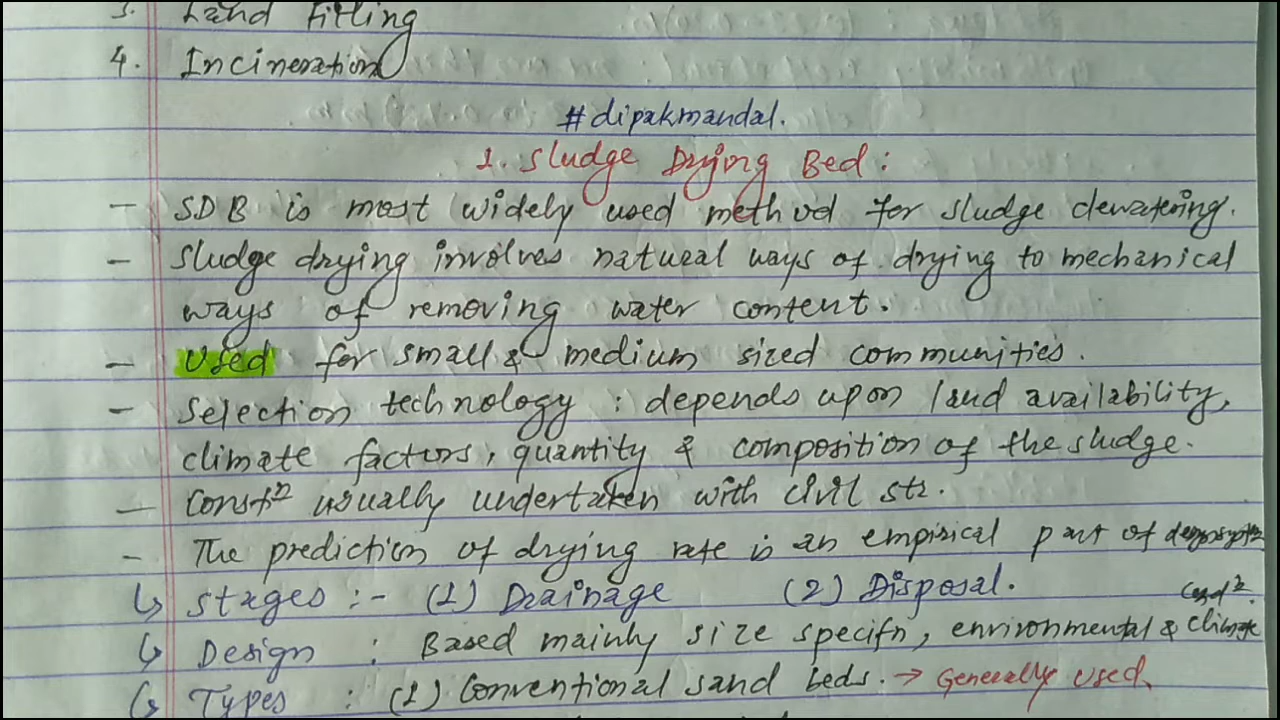 3. Land Filling
4. Incineration
#dipakmandal.
1. Sludge Drying Bed :
- SDB is most widely used method for sludge dewatering.
- Sludge drying involves natural ways of drying to mechanical
ways of removing water content.
- Used for small & medium sized communities.
- Selection technology : depends upon land availability,
climate factors, quantity & composition of the sludge.
- Constn usually undertaken with civil str.
- The prediction of drying rate is an empirical part of
↳ Stages :- (1) Drainage (2) Disposal.
condn.
↳ Design : Based mainly size specifn, environmental & climate
↳ Types : (1) Conventional sand beds. → Generally Used.